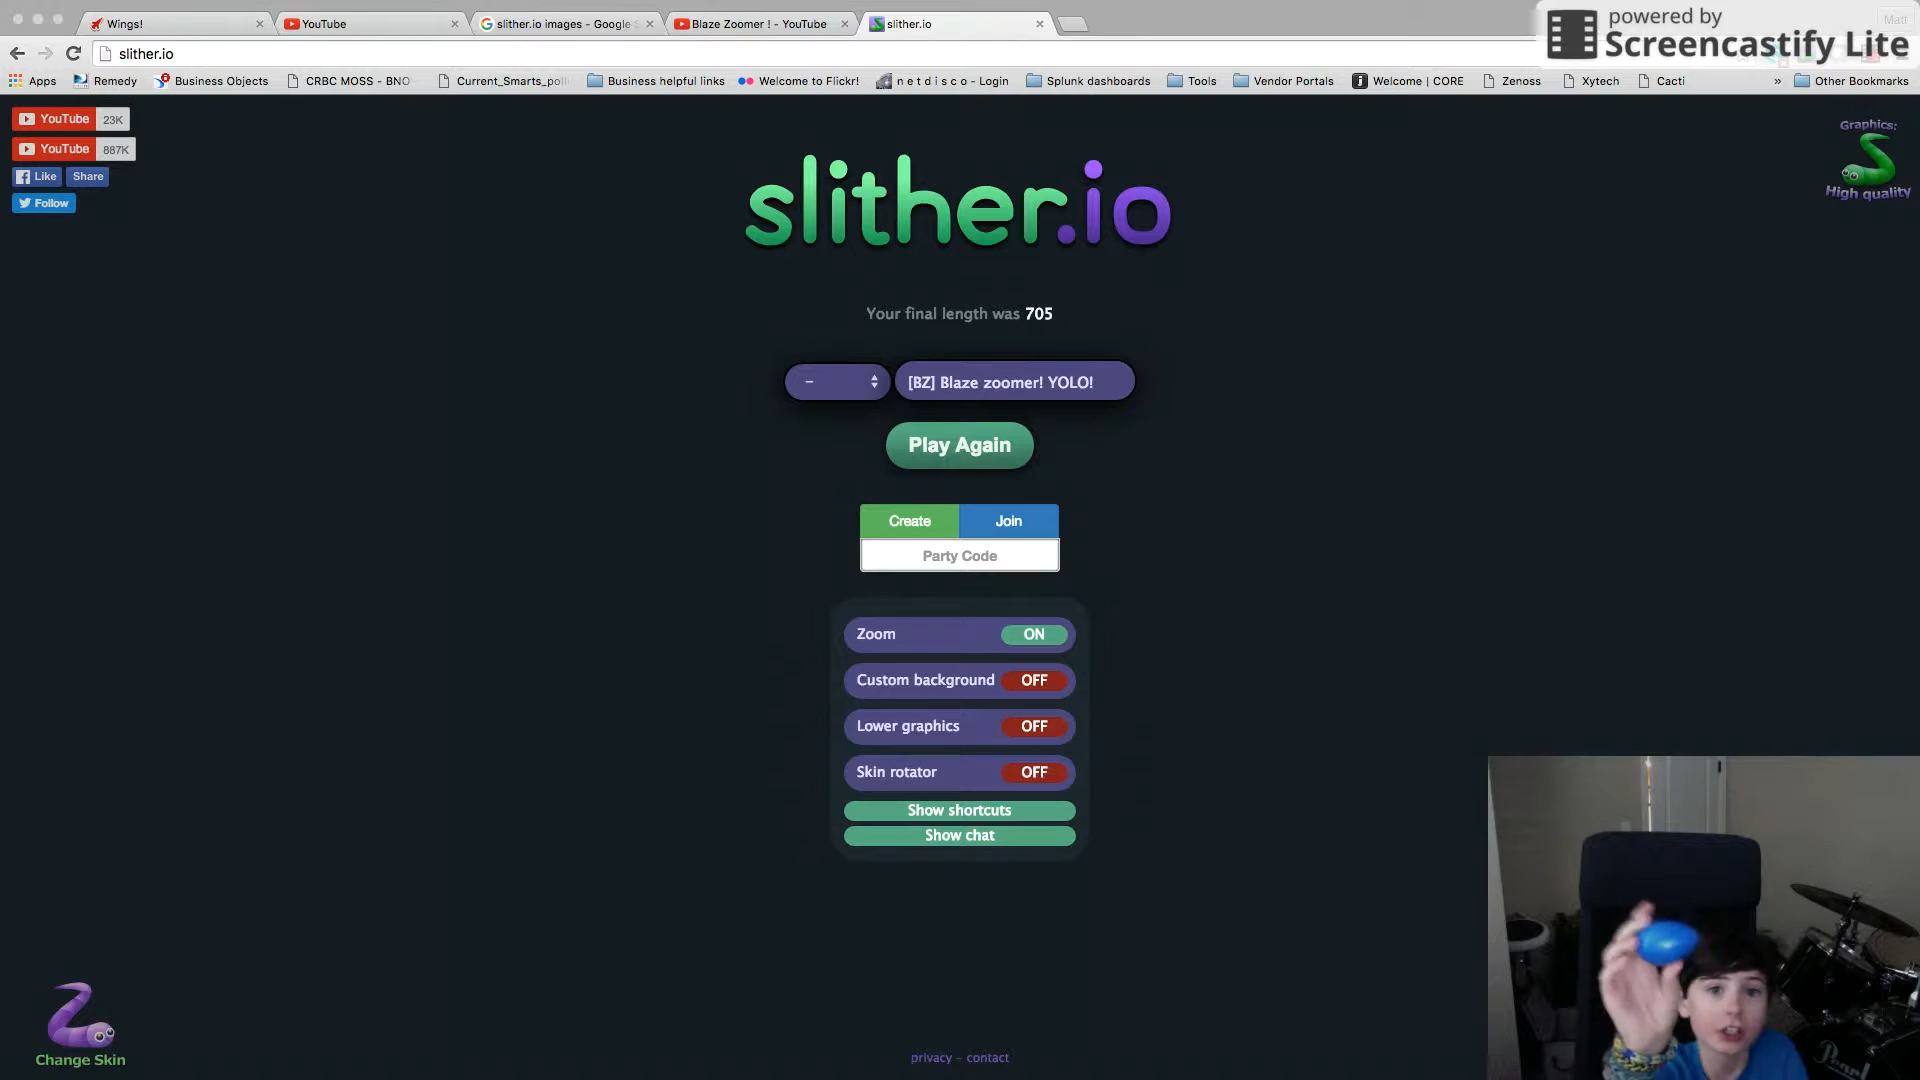 Wings!
YouTube
slither.io images - Google S
Blaze Zoomer ! - YouTube
slither.io
Matt
powered by
Screencastify Lite
slither.io
Apps
Remedy
Business Objects
CRBC MOSS - BNO
Current_Smarts_poli
Business helpful links
Welcome to Flickr!
n e t d i s c o - Login
Splunk dashboards
Tools
Vendor Portals
Welcome | CORE
Zenoss
Xytech
Cacti
»
Other Bookmarks
YouTube 23K
YouTube 887K
Like Share
Follow
Graphics:
High quality
slither.io
Your final length was 705
–
[BZ] Blaze zoomer! YOLO!
Play Again
Create Join
Party Code
Zoom ON
Custom background OFF
Lower graphics OFF
Skin rotator OFF
Show shortcuts
Show chat
Change Skin
privacy – contact
Pearl